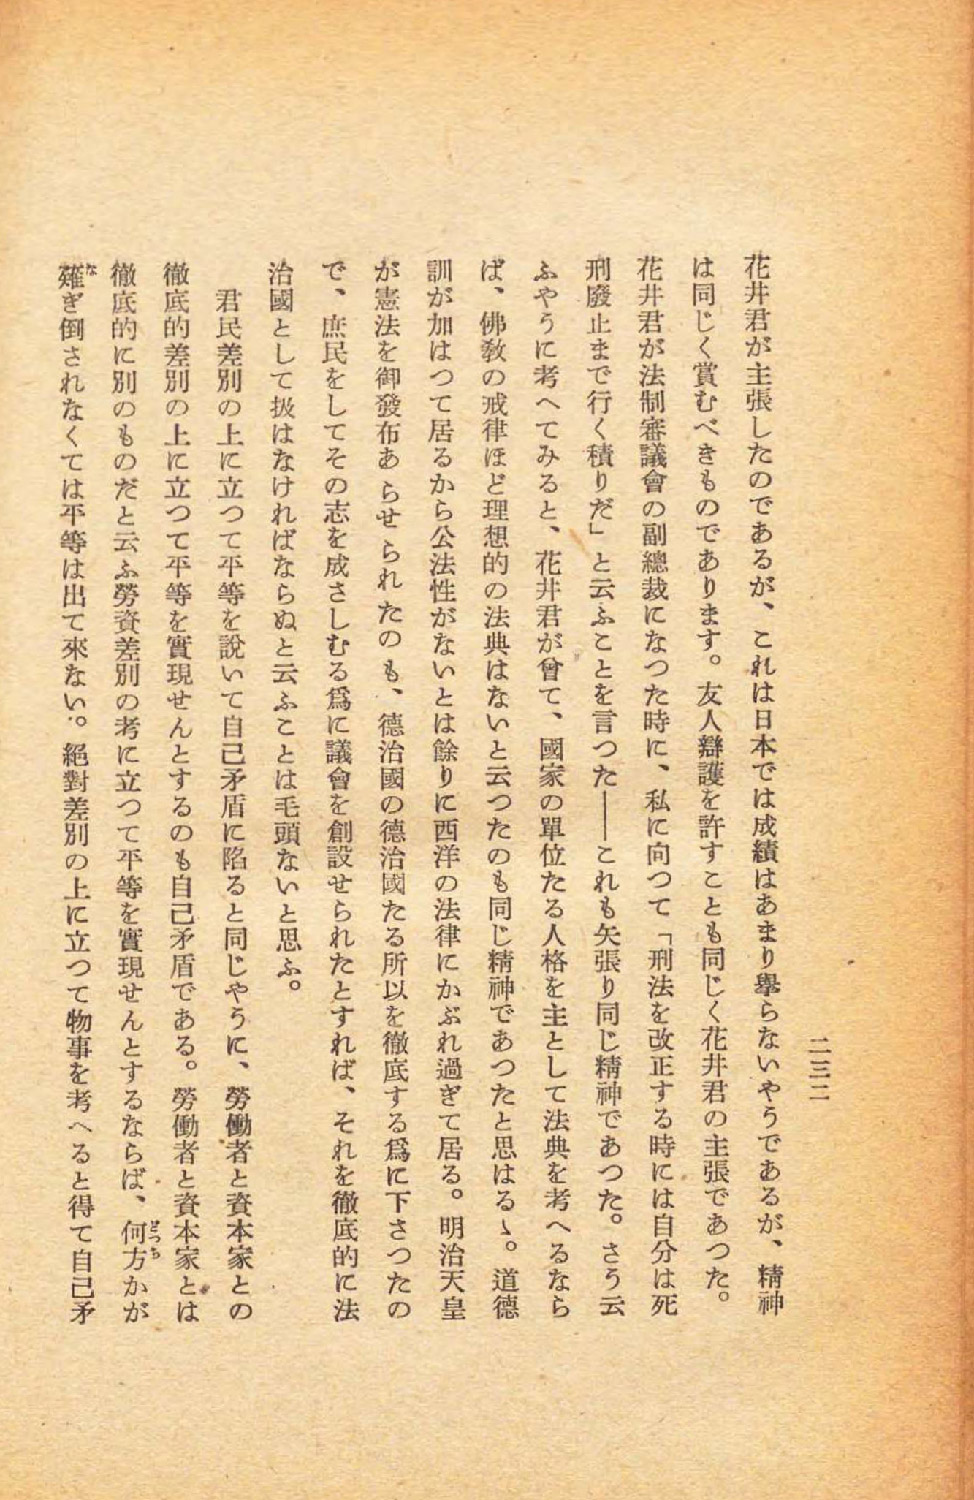 二三二
花井君が主張したのであるが、これは日本では成績はあまり擧らないやうであるが、精神
は同じく賞むべきものであります。友人辯護を許すことも同じく花井君の主張であつた。
花井君が法制審議會の副總裁になつた時に、私に向つて「刑法を改正する時には自分は死
刑廢止まで行く積りだ」と云ふことを言つた――これも矢張り同じ精神であつた。さう云
ふやうに考へてみると、花井君が曾て、國家の單位たる人格を主として法典を考へるなら
ば、佛教の戒律ほど理想的の法典はないと云つたのも同じ精神であつたと思はるゝ。道德
訓が加はつて居るから公法性がないとは餘りに西洋の法律にかぶれ過ぎて居る。明治天皇
が憲法を御發布あらせられたのも、德治國の德治國たる所以を徹底する爲に下さつたの
で、庶民をしてその志を成さしむる爲に議會を創設せられたとすれば、それを徹底的に法
治國として扱はなければならぬと云ふことは毛頭ないと思ふ。
君民差別の上に立つて平等を說いて自己矛盾に陷ると同じやうに、勞働者と資本家との
徹底的差別の上に立つて平等を實現せんとするのも自己矛盾である。勞働者と資本家とは
徹底的に別のものだと云ふ勞資差別の考に立つて平等を實現せんとするならば、何方かが
どつち
薙ぎ倒されなくては平等は出て來ない。絕對差別の上に立つて物事を考へると得て自己矛
な